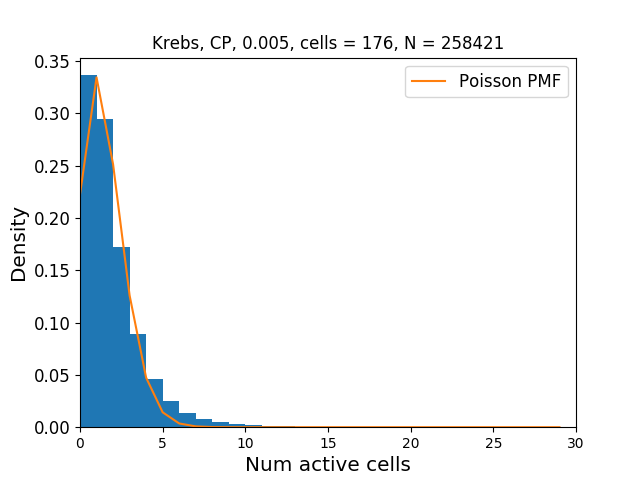 Krebs, CP, 0.005, cells = 176, N = 258421
Poisson PMF
Density
0.35
0.30
0.25
0.20
0.15
0.10
0.05
0.00
0 5 10 15 20 25 30
Num active cells